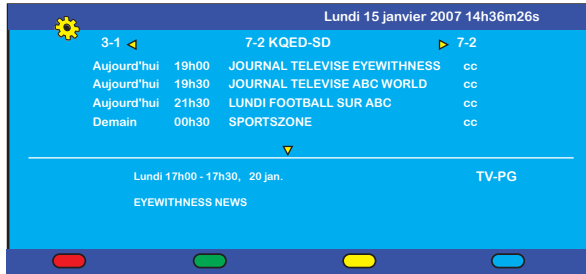 Lundi 15 janvier 2007 14h36m26s
3-1 7-2 KQED-SD 7-2
Aujourd'hui 19h00 JOURNAL TELEVISE EYEWITHNESS cc
Aujourd'hui 19h30 JOURNAL TELEVISE ABC WORLD cc
Aujourd'hui 21h30 LUNDI FOOTBALL SUR ABC cc
Demain 00h30 SPORTSZONE cc
Lundi 17h00 - 17h30, 20 jan. TV-PG
EYEWITHNESS NEWS